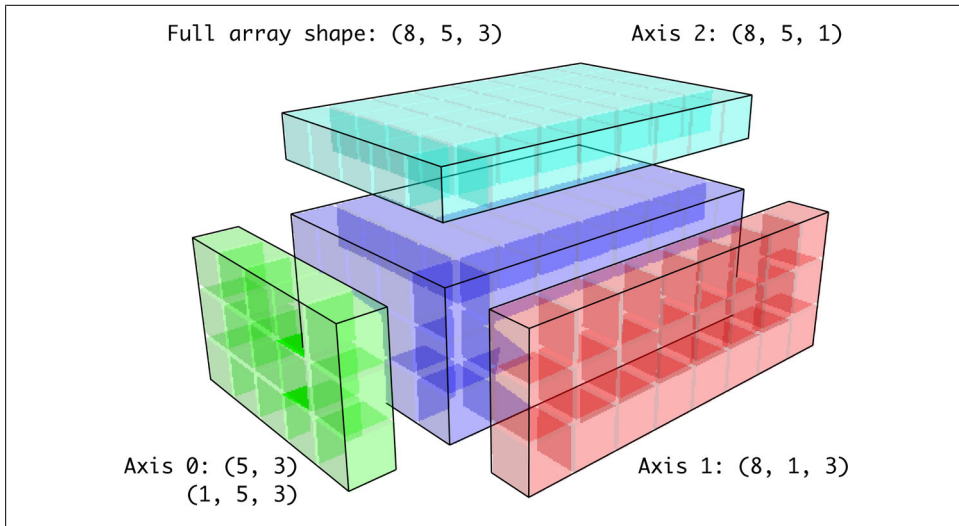 Full array shape: (8, 5, 3)
Axis 2: (8, 5, 1)
Axis 0: (5, 3)
(1, 5, 3)
Axis 1: (8, 1, 3)